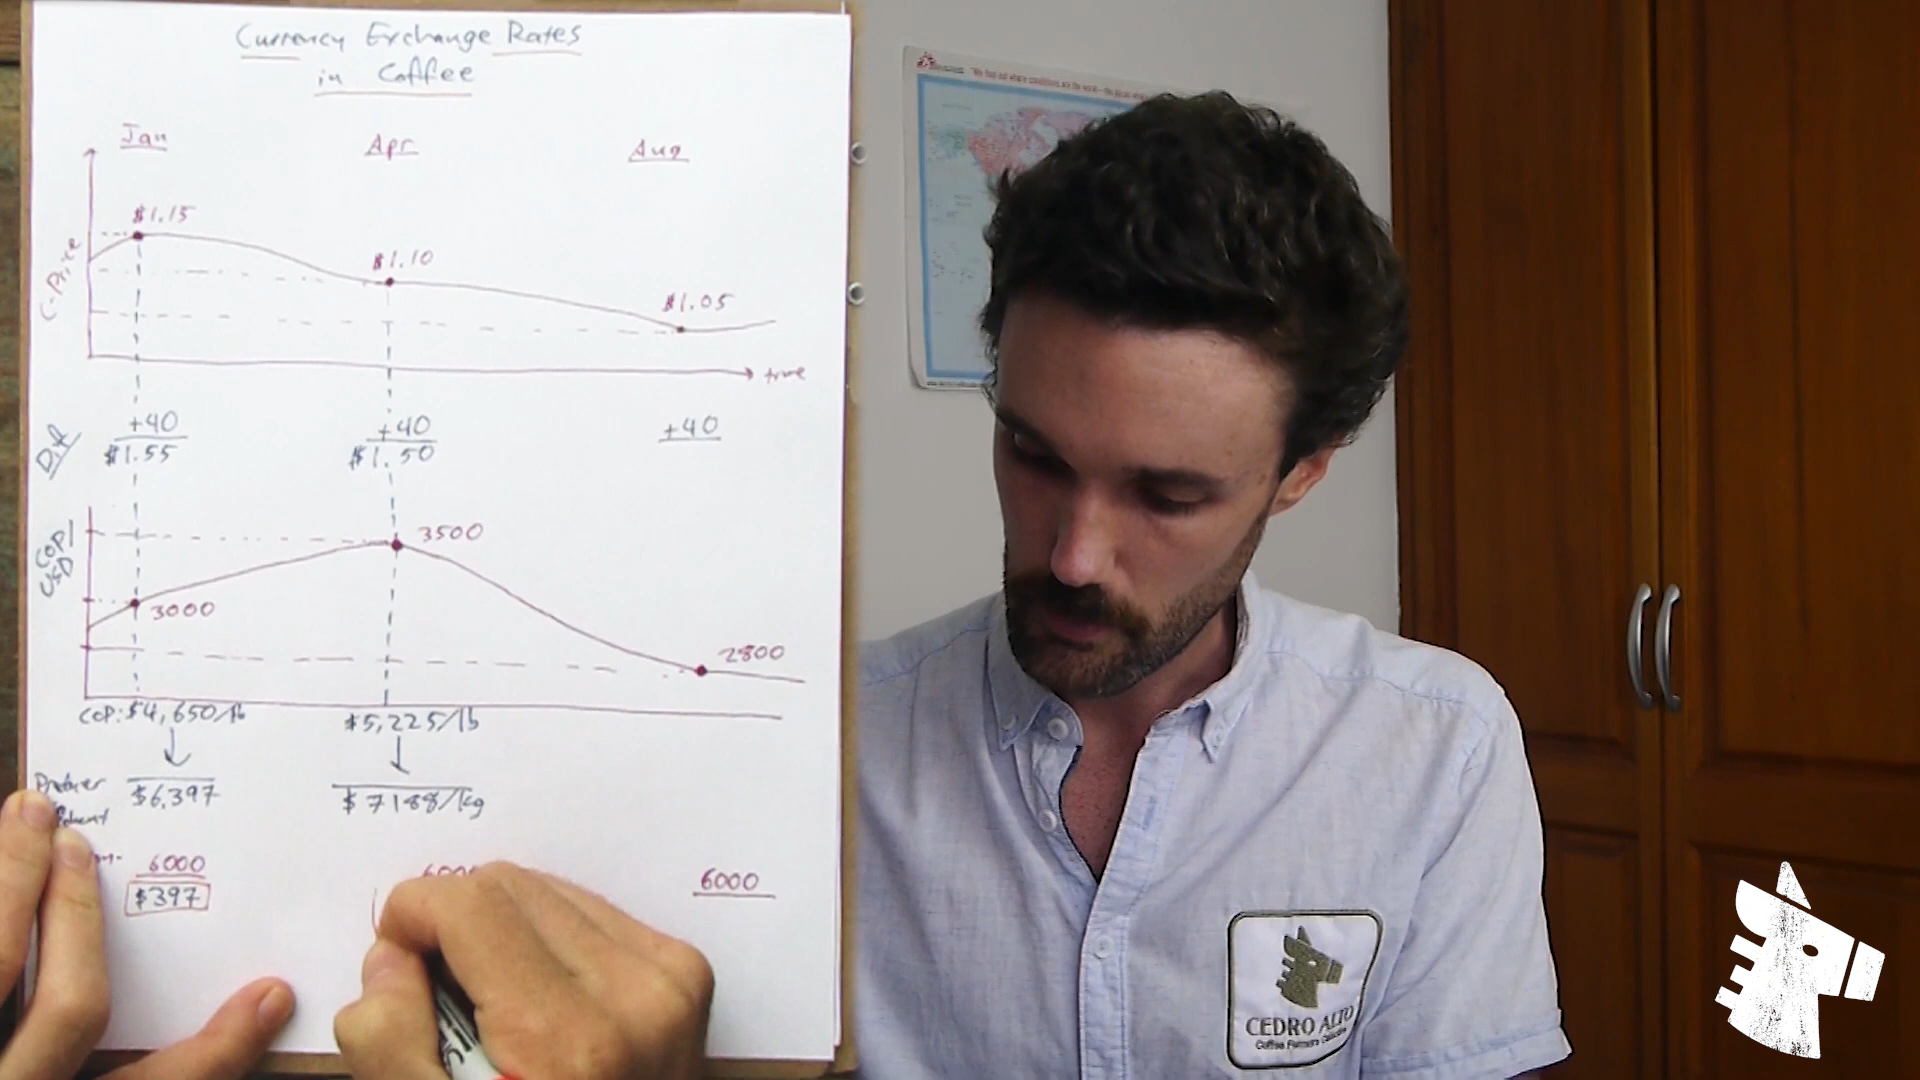 Currency Exchange Rates
in Coffee
Jan Apr Aug
$1.15
$1.10
$1.05
C-Price
time
Dif
+40 +40 +40
$1.55 $1.50
COP/
USD
3500
3000
2800
COP: $4,650/lb $5,225/lb
Producer
$6,397 $7188/kg
6000 6000 6000
$397
CEDRO ALTO
Coffee Farmers